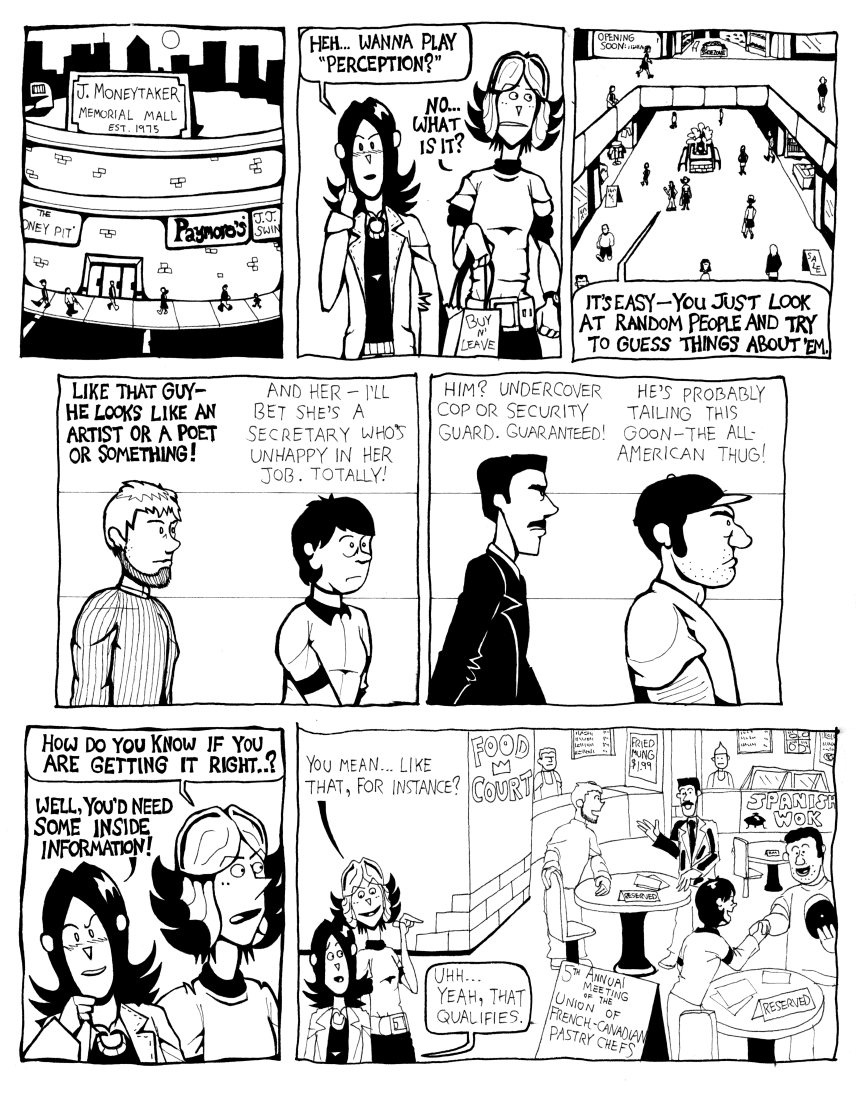 J. MONEYTAKER
MEMORIAL MALL
EST. 1975
THE
ONEY PIT'
Paymore's
J.J.
SWIN
HEH... WANNA PLAY
"PERCEPTION?"
NO...
WHAT
IS IT?
BUY
N'
LEAVE
OPENING
SOON:
SALE
IT'S EASY—YOU JUST LOOK
AT RANDOM PEOPLE AND TRY
TO GUESS THINGS ABOUT 'EM.
LIKE THAT GUY—
HE LOOKS LIKE AN
ARTIST OR A POET
OR SOMETHING!
AND HER — I'LL
BET SHE'S A
SECRETARY WHO'S
UNHAPPY IN HER
JOB. TOTALLY!
HIM? UNDERCOVER
COP OR SECURITY
GUARD. GUARANTEED!
HE'S PROBABLY
TAILING THIS
GOON—THE ALL-
AMERICAN THUG!
HOW DO YOU KNOW IF YOU
ARE GETTING IT RIGHT..?
WELL, YOU'D NEED
SOME INSIDE
INFORMATION!
YOU MEAN... LIKE
THAT, FOR INSTANCE?
FOOD
COURT
FRIED
MUNG
$1.99
SPANISH
WOK
RESERVED
RESERVED
5TH ANNUAL
MEETING
OF THE
UNION OF
FRENCH-CANADIAN
PASTRY CHEFS
UHH...
YEAH, THAT
QUALIFIES.